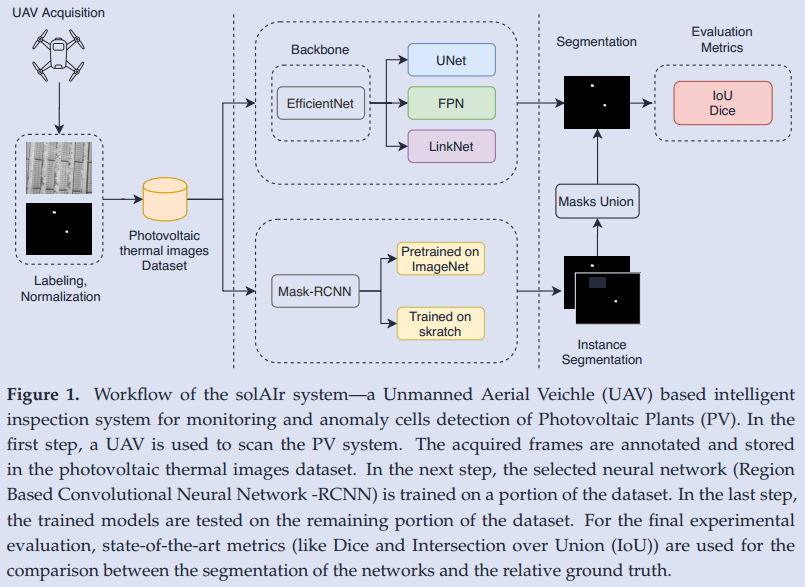 UAV Acquisition
Labeling,
Normalization
Photovoltaic
thermal images
Dataset
Backbone
EfficientNet
UNet
FPN
LinkNet
Mask-RCNN
Pretrained on
ImageNet
Trained on
skratch
Segmentation
Masks Union
Instance
Segmentation
Evaluation
Metrics
IoU
Dice
Figure 1. Workflow of the solAIr system—a Unmanned Aerial Veichle (UAV) based intelligent
inspection system for monitoring and anomaly cells detection of Photovoltaic Plants (PV). In the
first step, a UAV is used to scan the PV system. The acquired frames are annotated and stored
in the photovoltaic thermal images dataset. In the next step, the selected neural network (Region
Based Convolutional Neural Network -RCNN) is trained on a portion of the dataset. In the last step,
the trained models are tested on the remaining portion of the dataset. For the final experimental
evaluation, state-of-the-art metrics (like Dice and Intersection over Union (IoU)) are used for the
comparison between the segmentation of the networks and the relative ground truth.